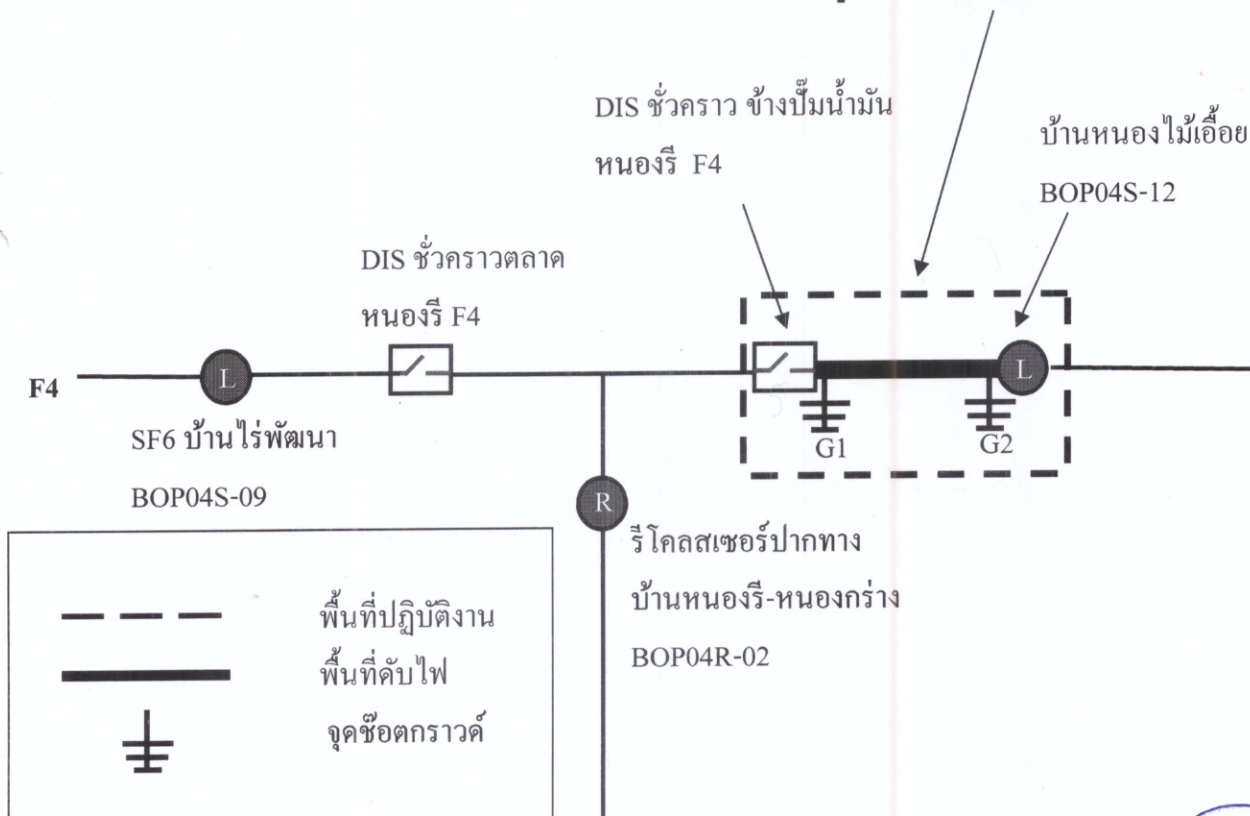 DIS ชั่วคราว ข้างปั๊มน้ำมัน
หนองรี F4
บ้านหนองไม้เอื้อย
BOP04S-12
DIS ชั่วคราวตลาด
หนองรี F4
F4
L
L
G1
G2
SF6 บ้านไร่พัฒนา
BOP04S-09
R
รีโคลสเซอร์ปากทาง
บ้านหนองรี-หนองกร่าง
BOP04R-02
พื้นที่ปฏิบัติงาน
พื้นที่ดับไฟ
จุดช๊อตกราวด์